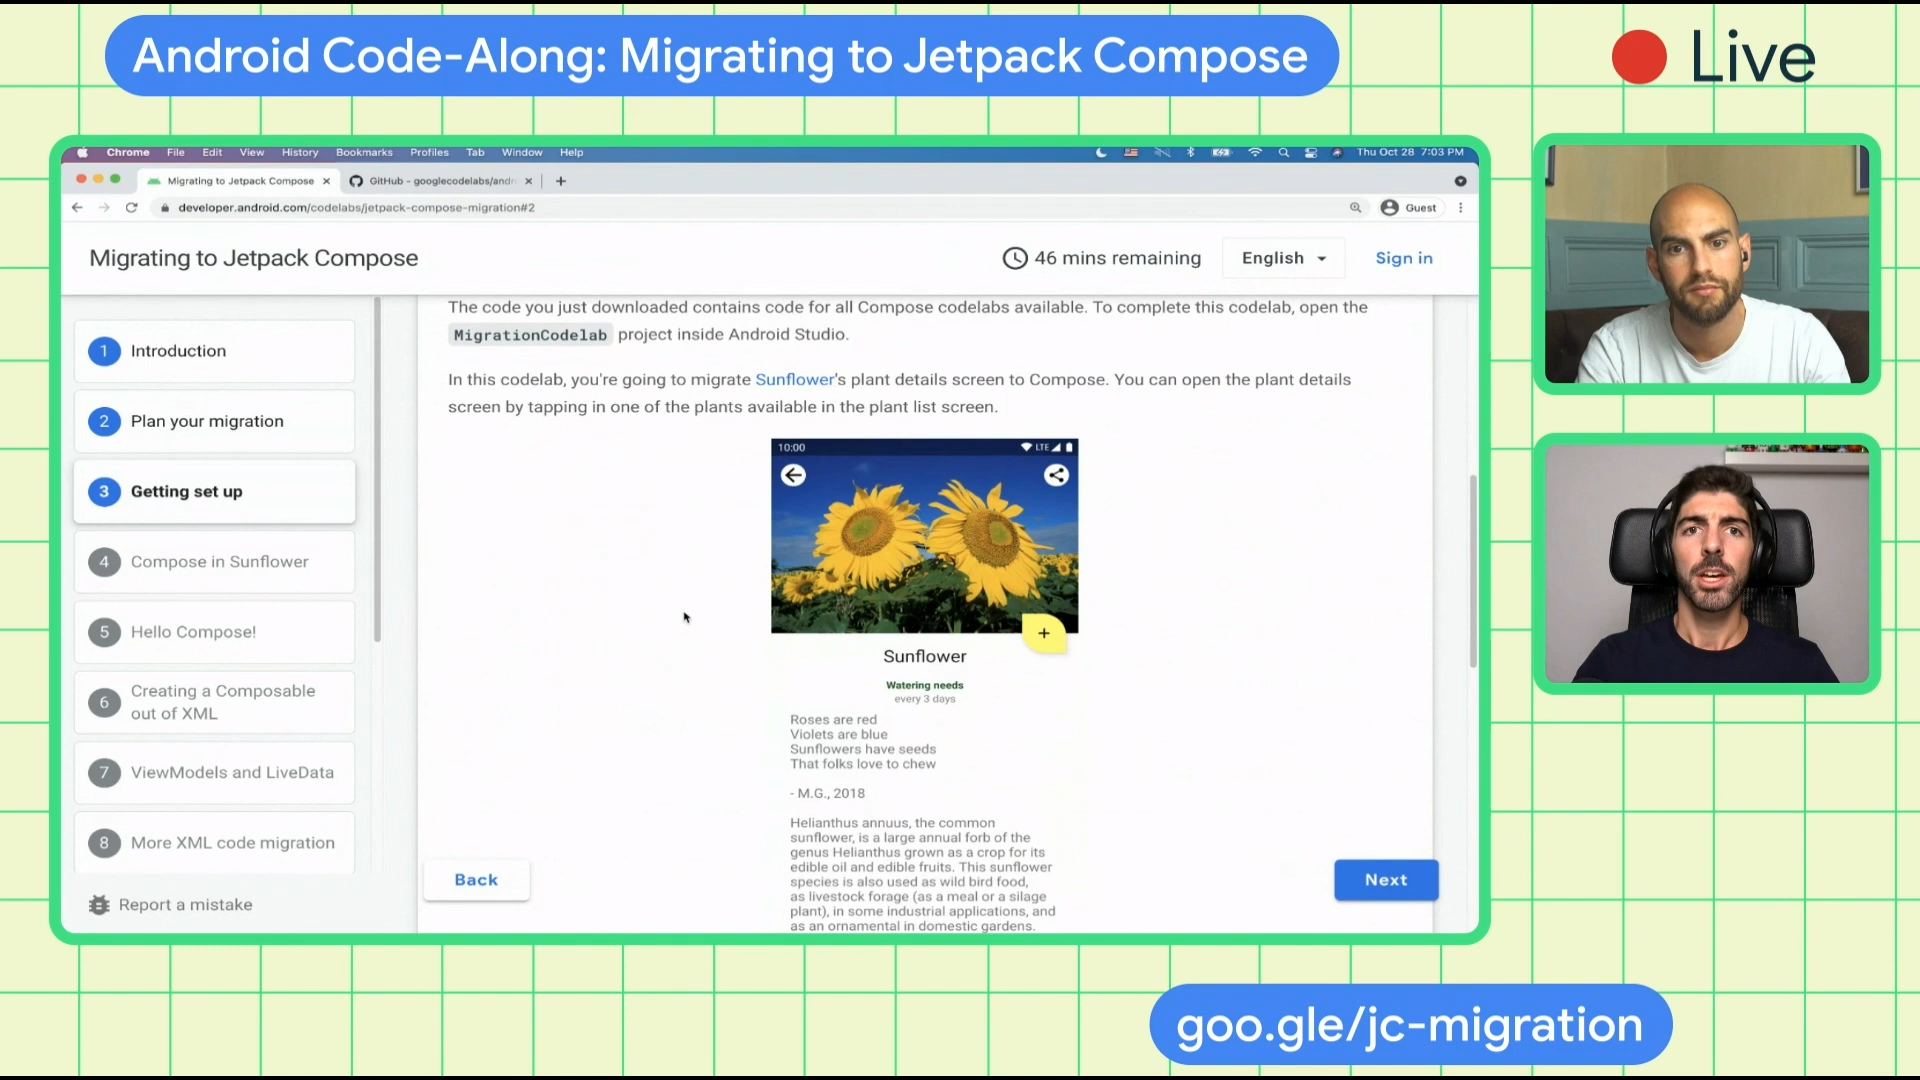 Android Code-Along: Migrating to Jetpack Compose
Live
Chrome File Edit View History Bookmarks Profiles Tab Window Help
Thu Oct 28 7:03 PM
Migrating to Jetpack Compose
GitHub - googlecodelabs/andr
developer.android.com/codelabs/jetpack-compose-migration#2
Guest
Migrating to Jetpack Compose
46 mins remaining
English
Sign in
1 Introduction
2 Plan your migration
3 Getting set up
4 Compose in Sunflower
5 Hello Compose!
6 Creating a Composable
out of XML
7 ViewModels and LiveData
8 More XML code migration
Report a mistake
The code you just downloaded contains code for all Compose codelabs available. To complete this codelab, open the
MigrationCodelab project inside Android Studio.
In this codelab, you're going to migrate Sunflower's plant details screen to Compose. You can open the plant details
screen by tapping in one of the plants available in the plant list screen.
10:00
LTE
+
Sunflower
Watering needs
every 3 days
Roses are red
Violets are blue
Sunflowers have seeds
That folks love to chew
- M.G., 2018
Helianthus annuus, the common
sunflower, is a large annual forb of the
genus Helianthus grown as a crop for its
edible oil and edible fruits. This sunflower
species is also used as wild bird food,
as livestock forage (as a meal or a silage
plant), in some industrial applications, and
as an ornamental in domestic gardens.
Back
Next
goo.gle/jc-migration